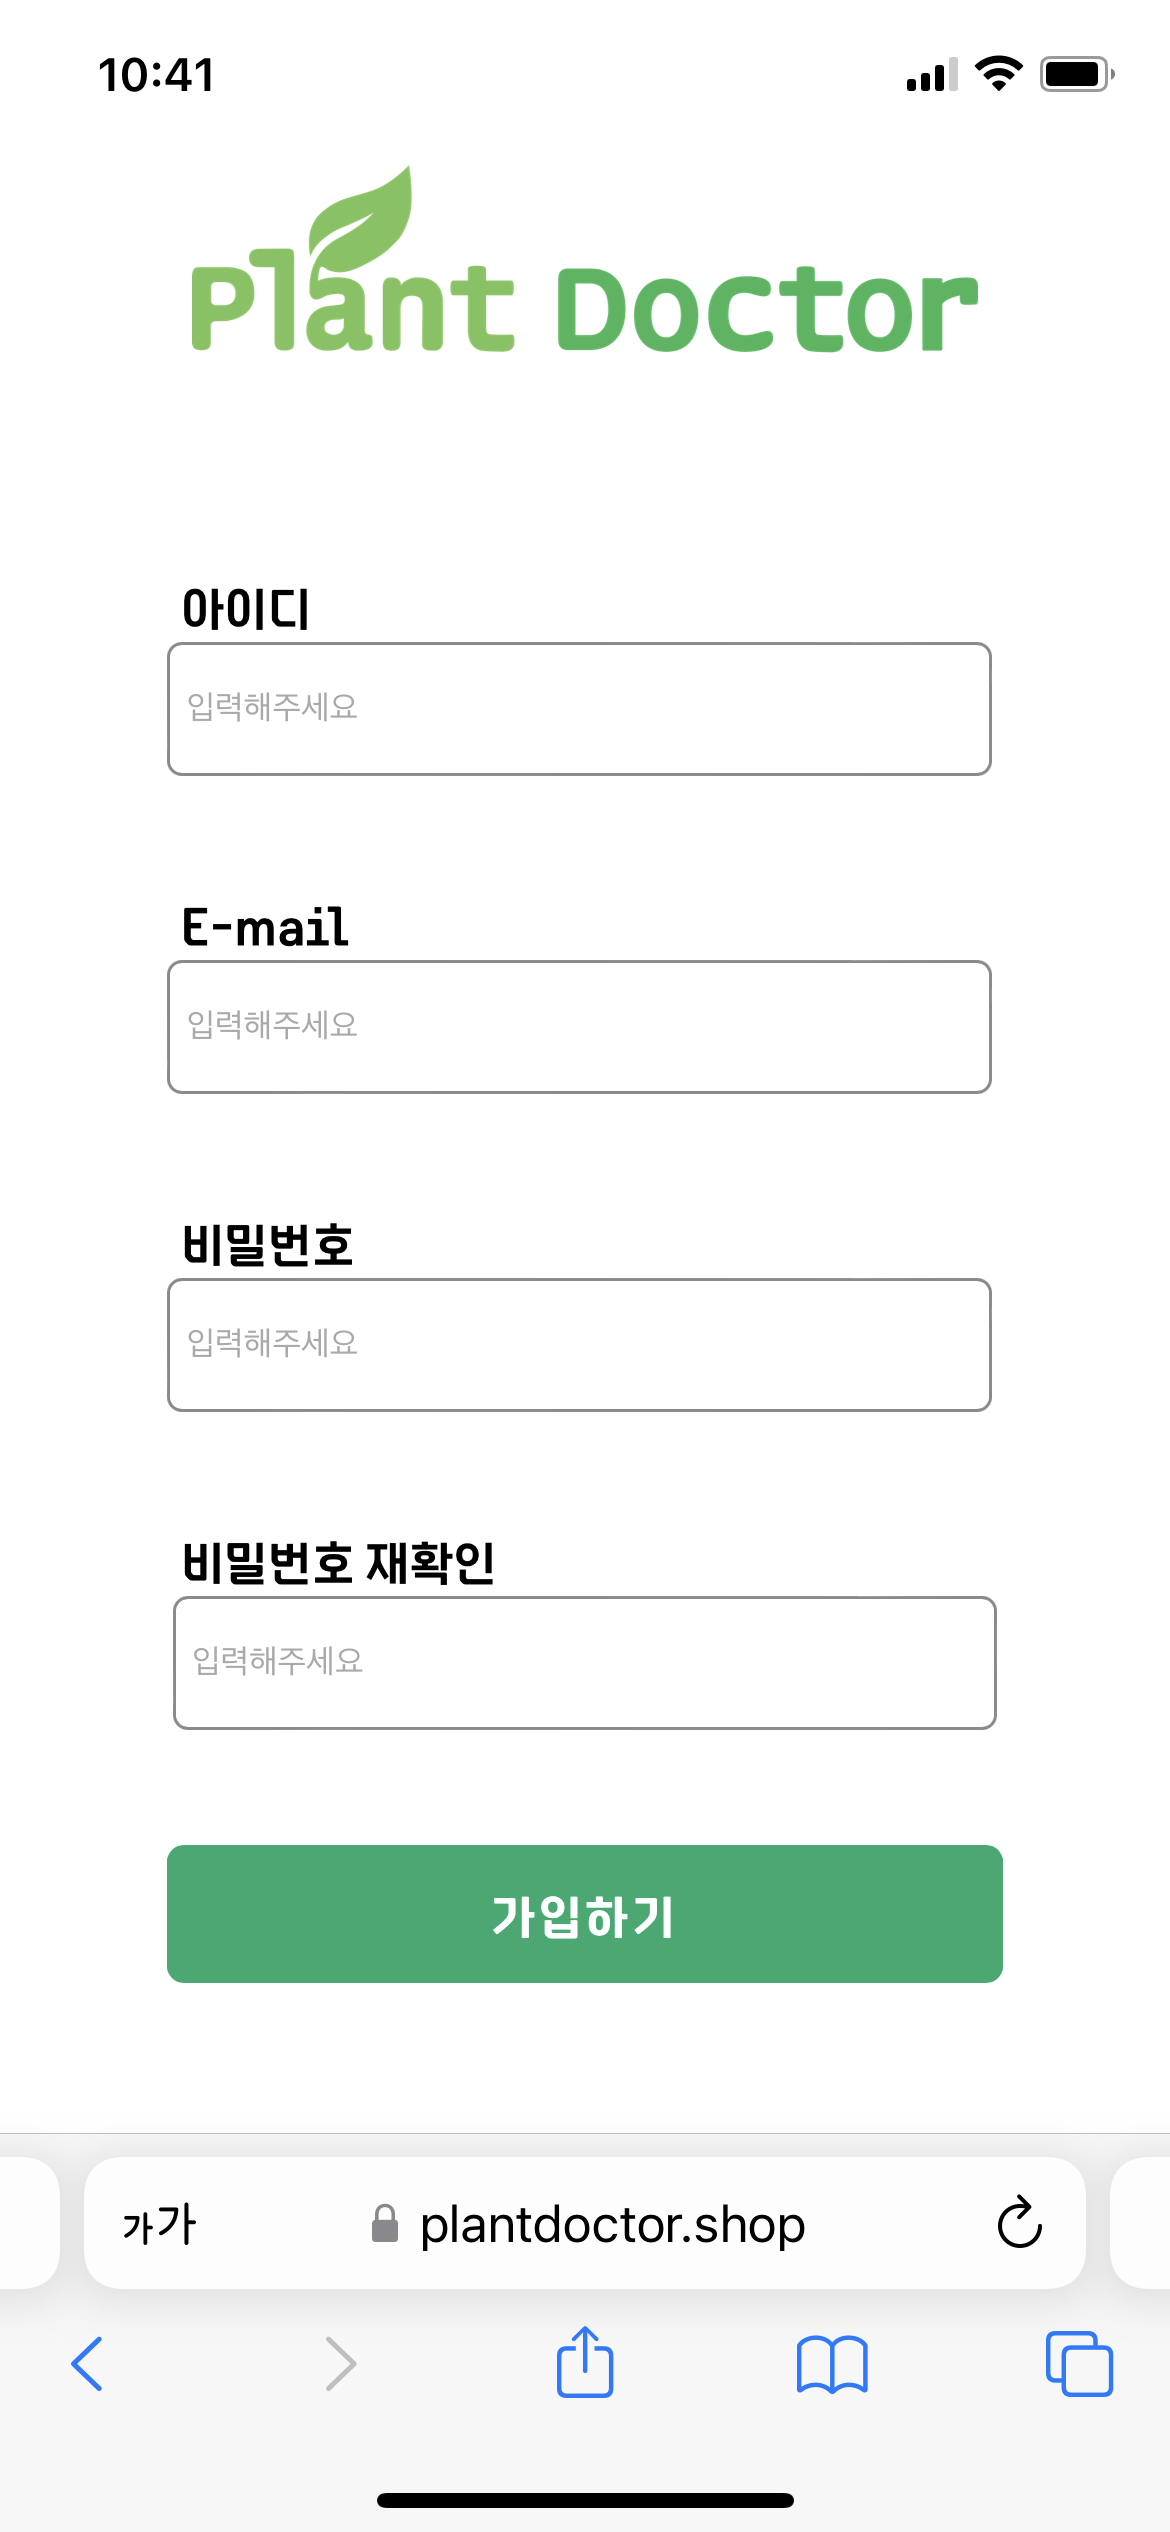 10:41
Plant Doctor
아이디
입력해주세요
E-mail
입력해주세요
비밀번호
입력해주세요
비밀번호 재확인
입력해주세요
가입하기
가가 plantdoctor.shop